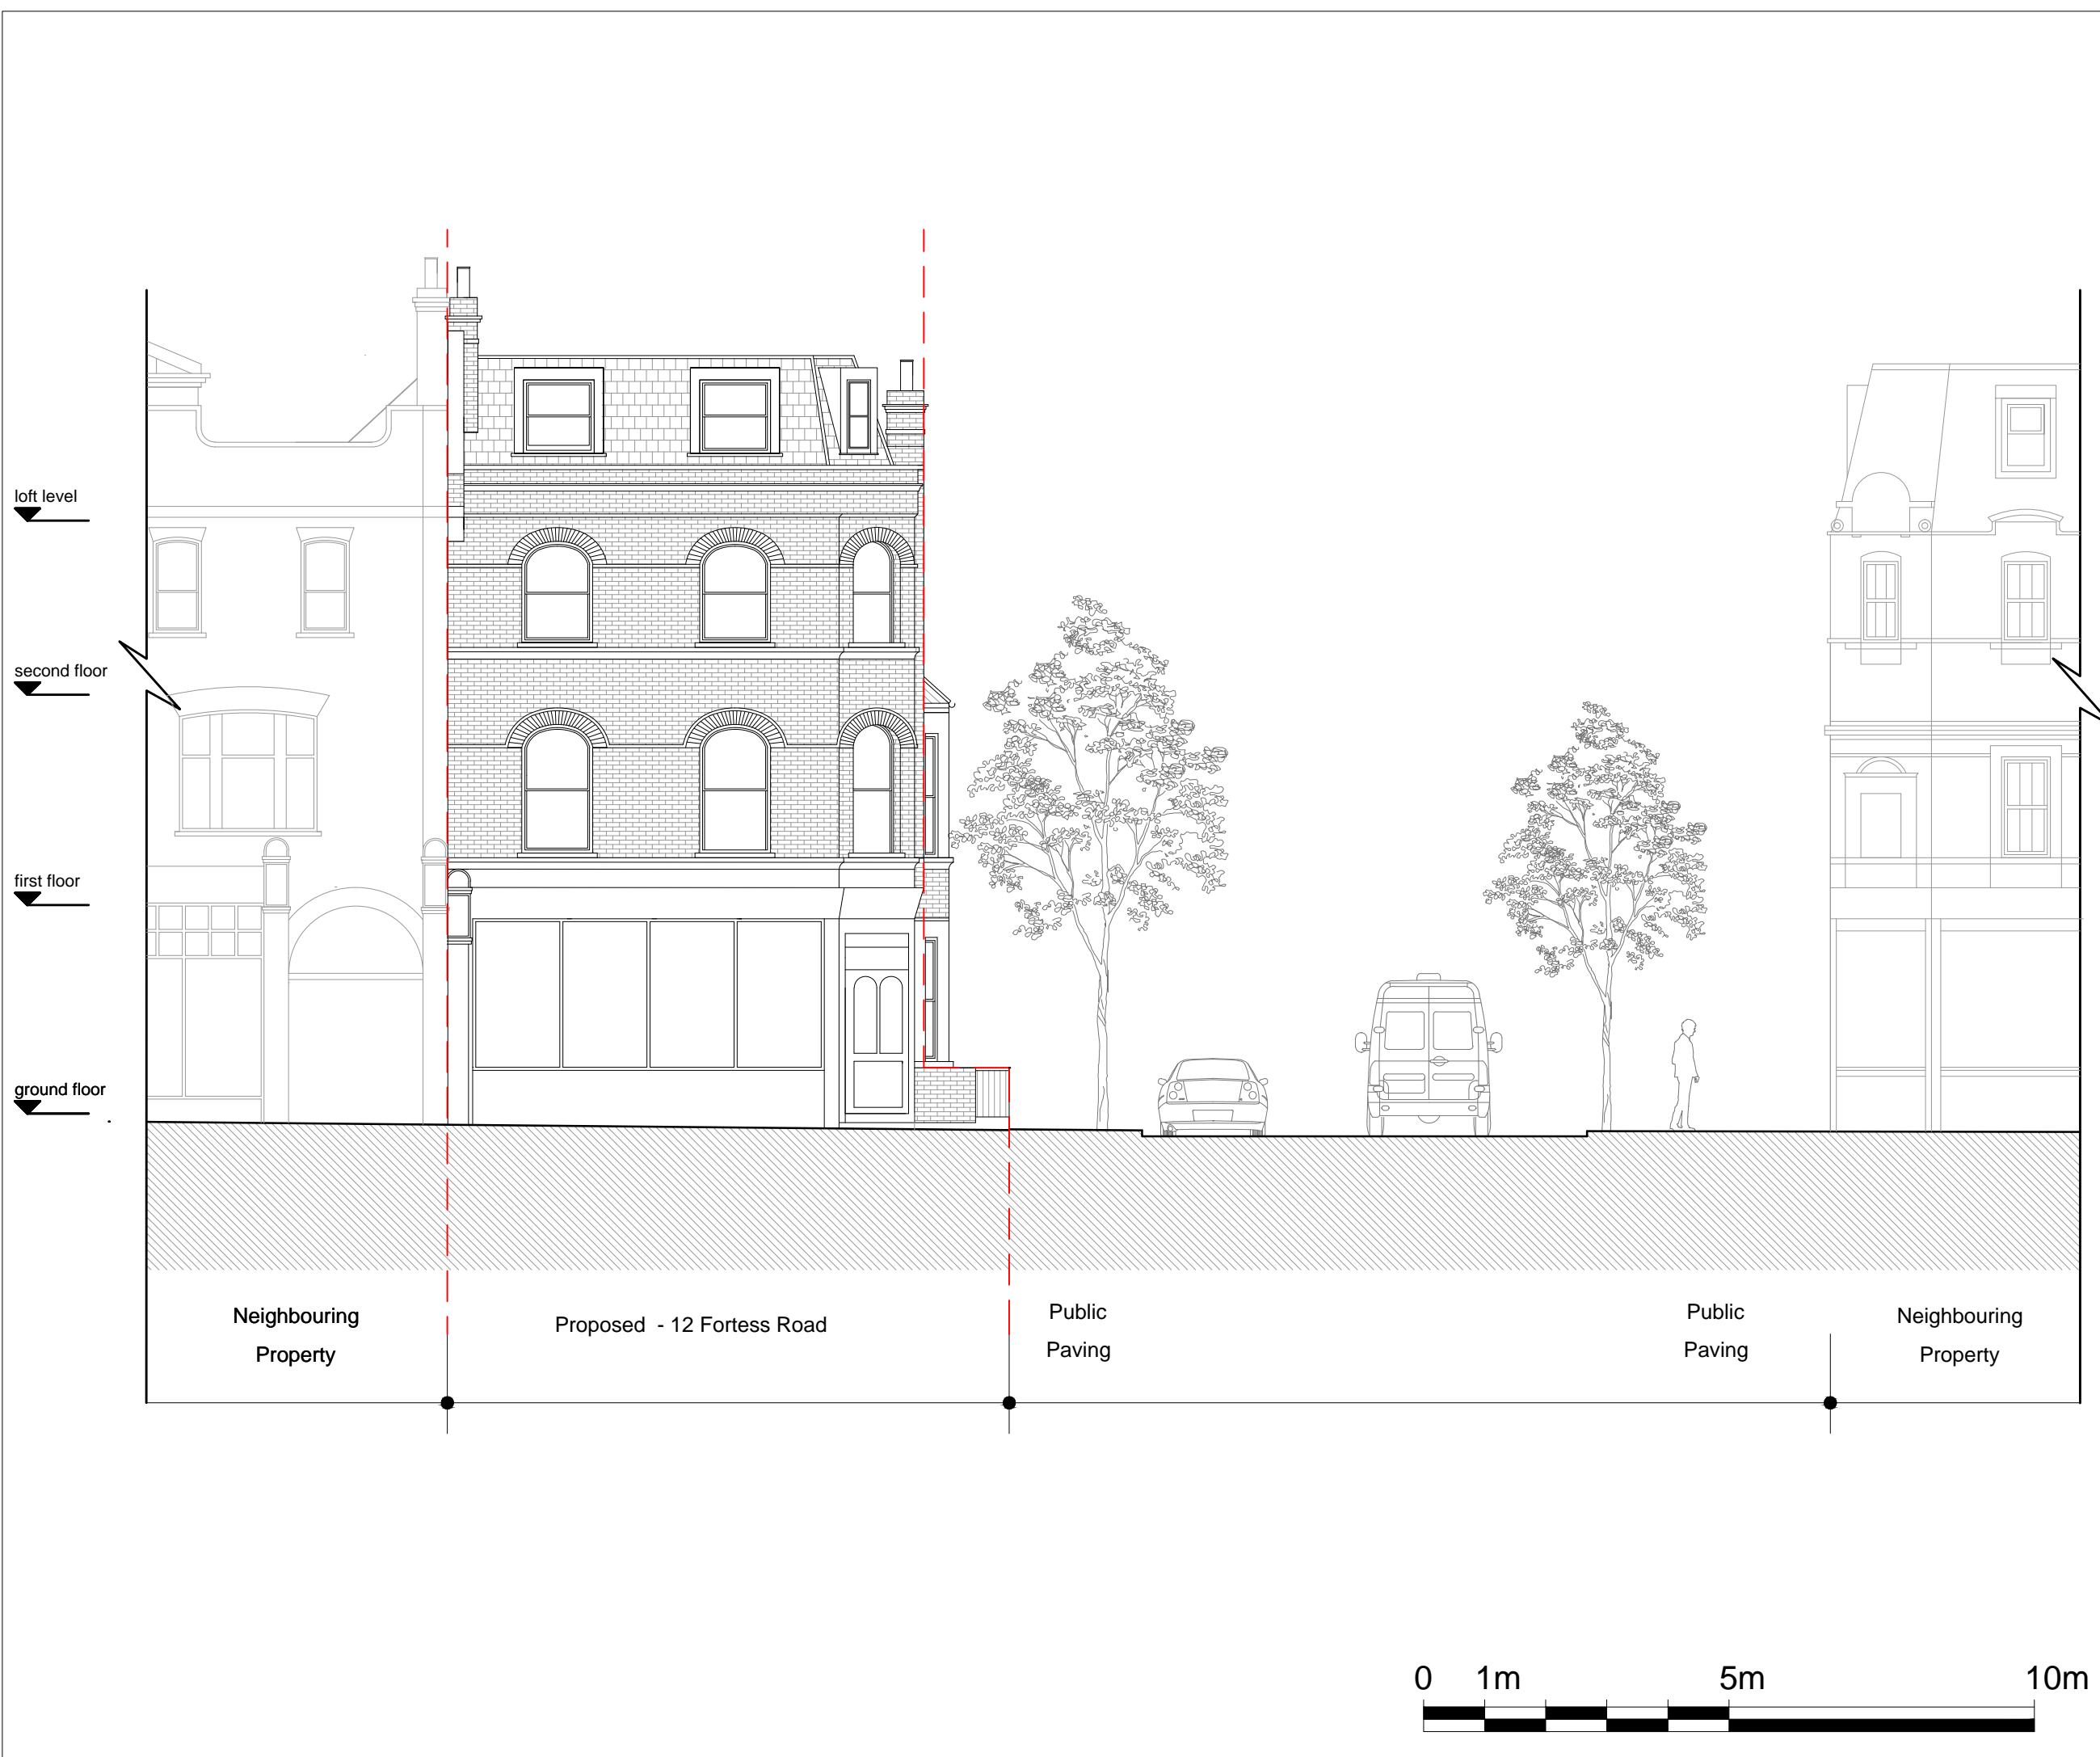 loft level
second floor
first floor
ground floor
Neighbouring
Property
Proposed - 12 Fortess Road
Public
Paving
Public
Paving
Neighbouring
Property
0 1m 5m 10m